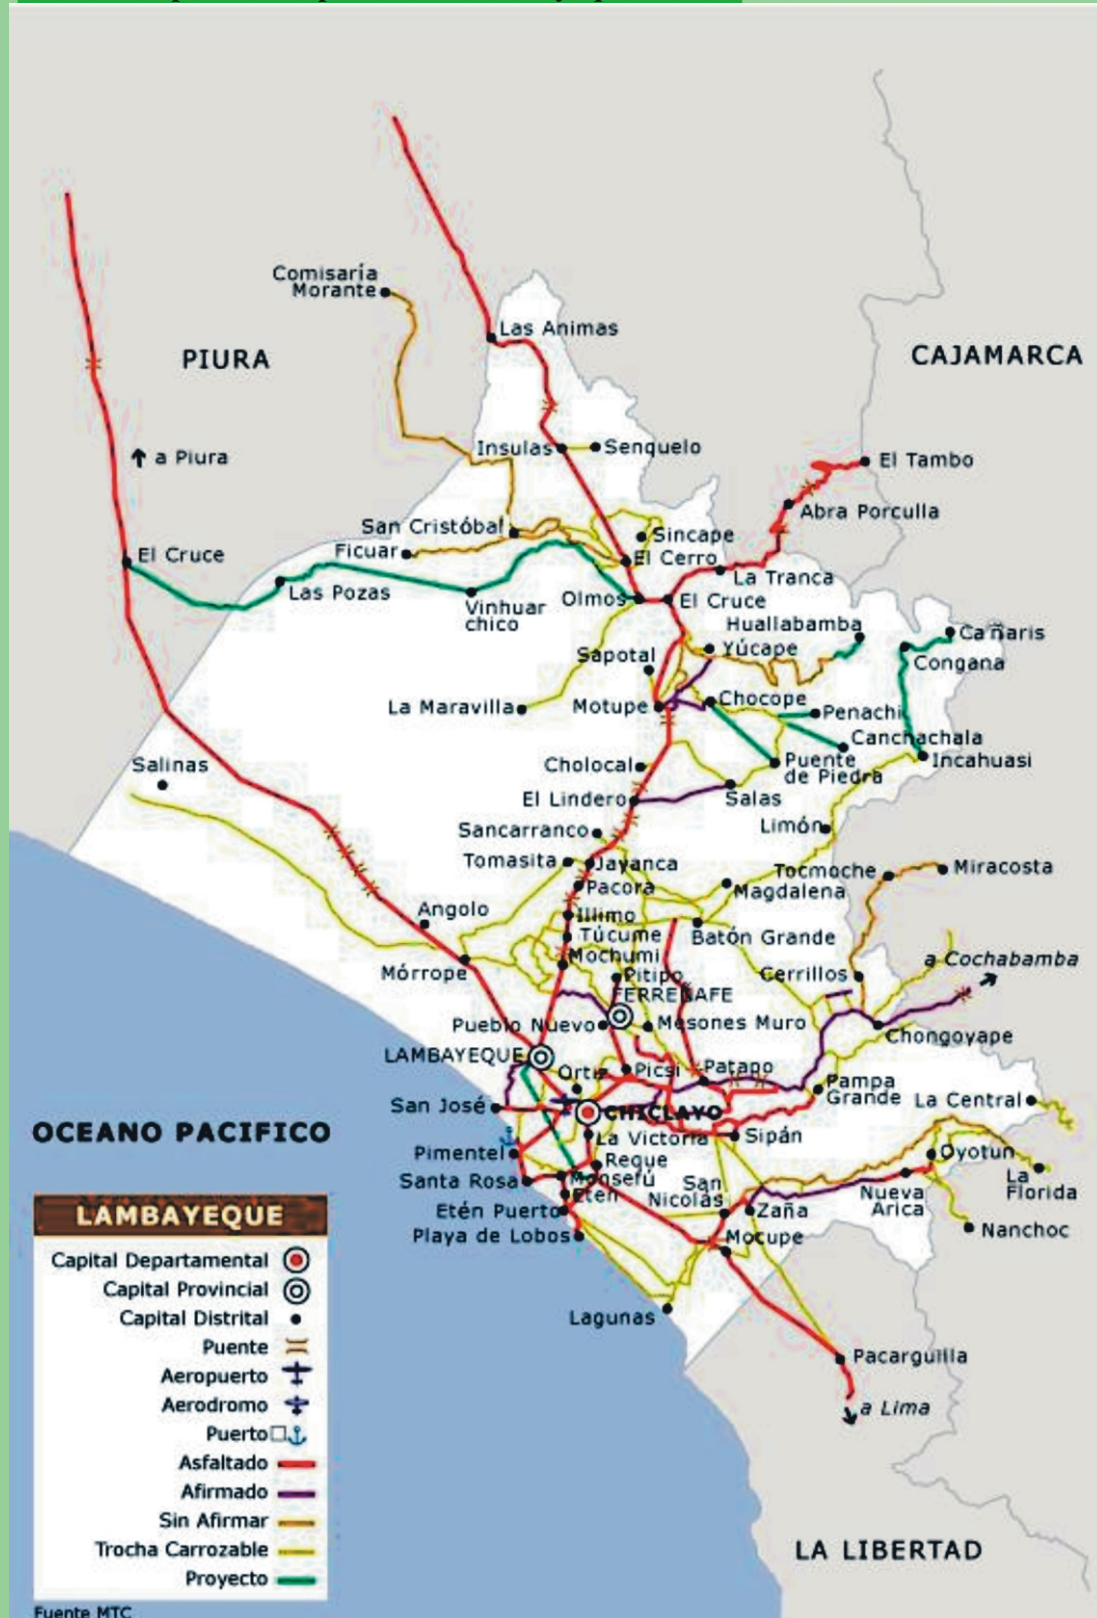 Comisaría
Morante
Las Animas
PIURA
CAJAMARCA
a Piura
Insulas
Senquelo
El Tambo
Abra Porculla
San Cristóbal
Sincape
El Cruce
Ficuar
El Cerro
La Tranca
Las Pozas
Vinhuar
chico
Olmos
El Cruce
Huallabamba
Cañaris
Yúcape
Congana
Sapotal
La Maravilla
Motupe
Chocope
Penachi
Canchachala
Salinas
Cholocal
Puente
de Piedra
Incahuasi
El Lindero
Salas
Sancarranco
Limón
Tomasita
Jayanca
Tocmoche
Miracosta
Pacora
Magdalena
Angolo
Illimo
Túcume
Batón Grande
Mochumi
a Cochabamba
Mórrope
Pitipo
Cerrillos
FERREÑAFE
Pueblo Nuevo
Mesones Muro
Chongoyape
LAMBAYEQUE
Ortiz
Picsi
Patapo
Pampa
Grande
La Central
San José
CHICLAYO
OCEANO PACIFICO
La Victoria
Sipán
Pimentel
Reque
Oyotun
Santa Rosa
Monsefú
San
Nicolás
La
Florida
Eten
Nueva
Arica
Etén Puerto
Zaña
Nanchoc
Playa de Lobos
Mocupe
Lagunas
Pacarguilla
a Lima
LA LIBERTAD
LAMBAYEQUE
Capital Departamental
Capital Provincial
Capital Distrital
Puente
Aeropuerto
Aerodromo
Puerto
Asfaltado
Afirmado
Sin Afirmar
Trocha Carrozable
Proyecto
Fuente MTC